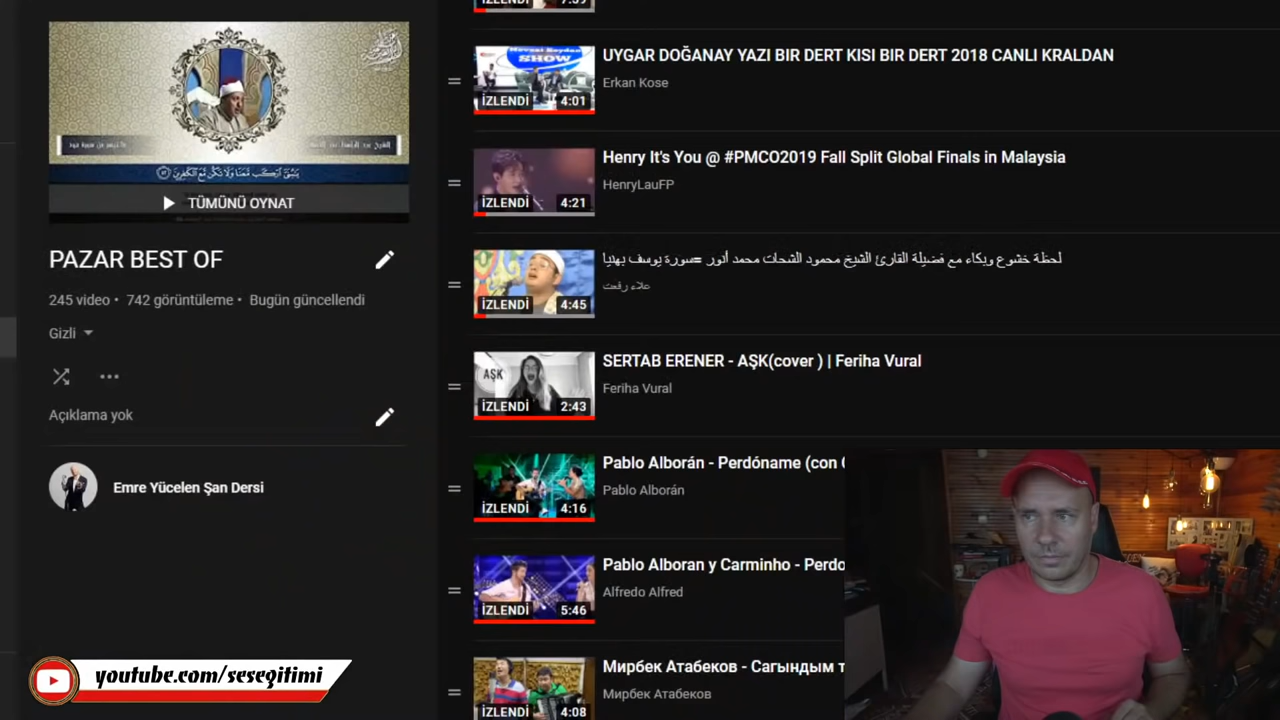 TÜMÜNÜ OYNAT
PAZAR BEST OF
245 video • 742 görüntüleme • Bugün güncellendi
Gizli
Açıklama yok
Emre Yücelen Şan Dersi
UYGAR DOĞANAY YAZI BIR DERT KISI BIR DERT 2018 CANLI KRALDAN
Erkan Kose
SHOW
İZLENDİ 4:01
Henry It's You @ #PMCO2019 Fall Split Global Finals in Malaysia
HenryLauFP
İZLENDİ 4:21
لحظة خشوع وبكاء مع فضيلة القارئ الشيخ محمود الشحات محمد أنور =سورة يوسف بهتيا
علاء رفعت
İZLENDİ 4:45
SERTAB ERENER - AŞK(cover ) | Feriha Vural
Feriha Vural
AŞK
İZLENDİ 2:43
Pablo Alborán - Perdóname (con
Pablo Alborán
İZLENDİ 4:16
Pablo Alboran y Carminho - Perdo
Alfredo Alfred
İZLENDİ 5:46
Мирбек Атабеков - Сагындым
Мирбек Атабеков
İZLENDİ 4:08
youtube.com/sesegitimi